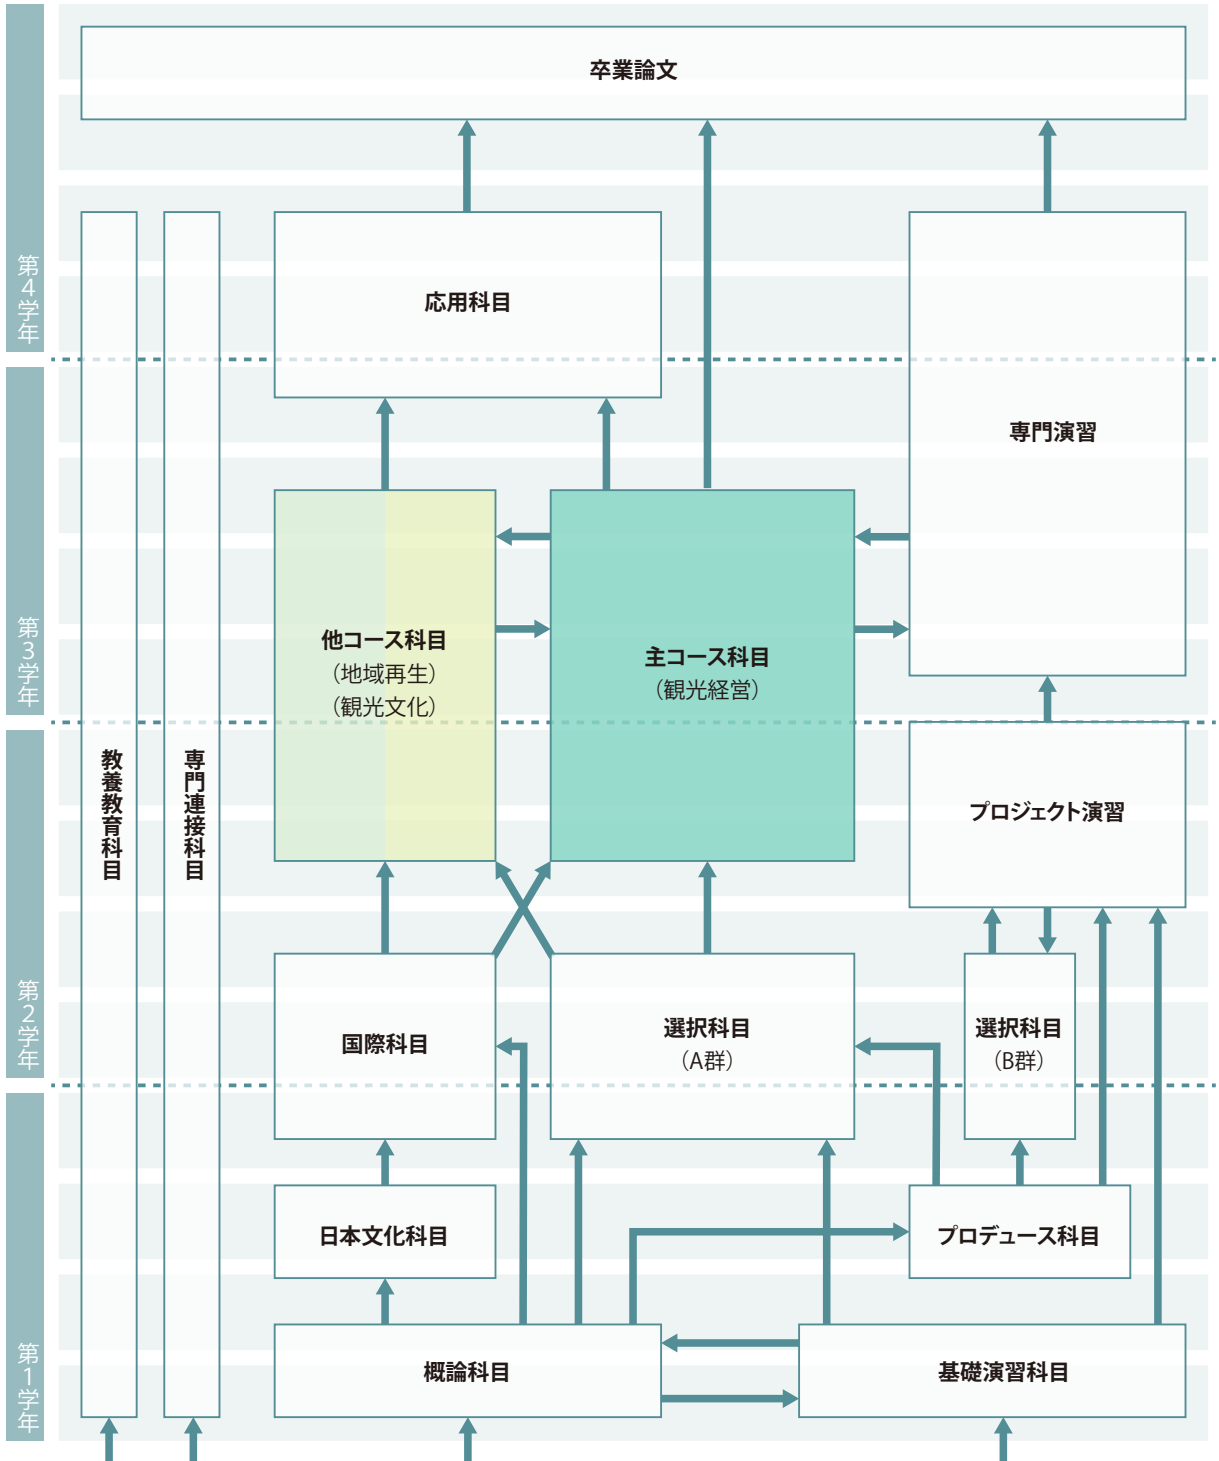 卒業論文
第4学年
応用科目
専門演習
第3学年
他コース科目
（地域再生）
（観光文化）
主コース科目
（観光経営）
教養教育科目
専門連接科目
プロジェクト演習
第2学年
国際科目
選択科目
（A群）
選択科目
（B群）
日本文化科目
プロデュース科目
第1学年
概論科目
基礎演習科目